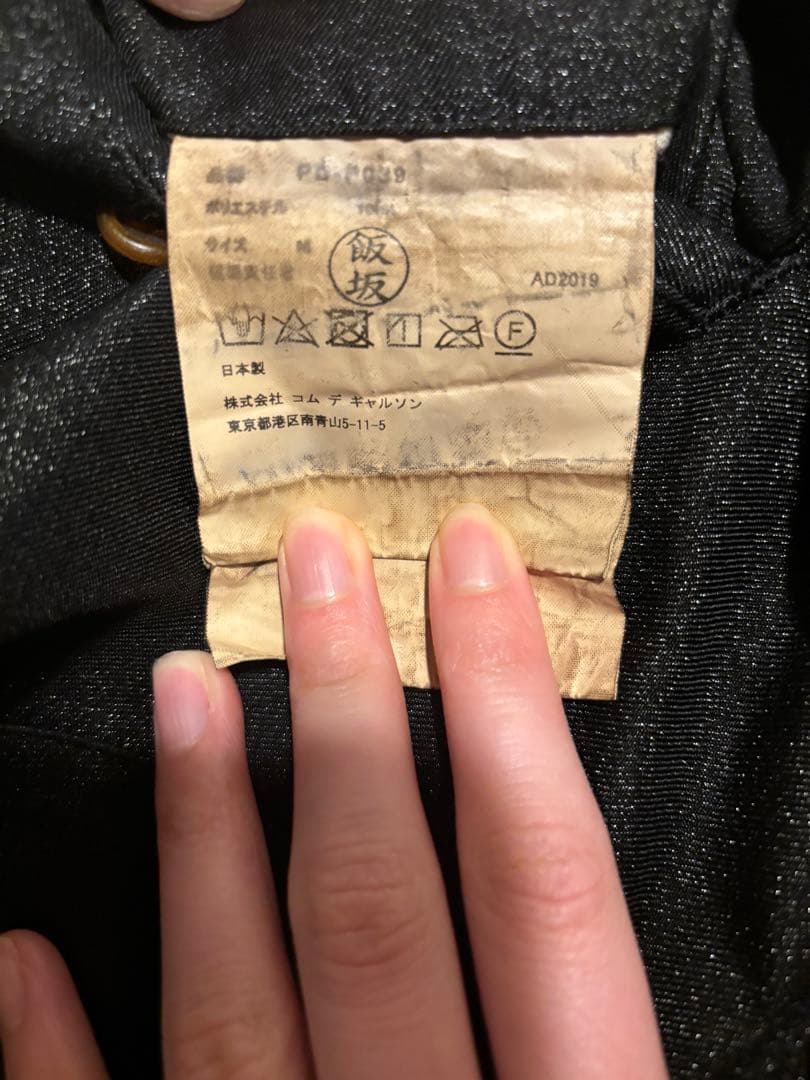 品番
ポリエステル
サイズ M
飯坂
AD2019
F
日本製
株式会社 コム デ ギャルソン
東京都港区南青山5-11-5